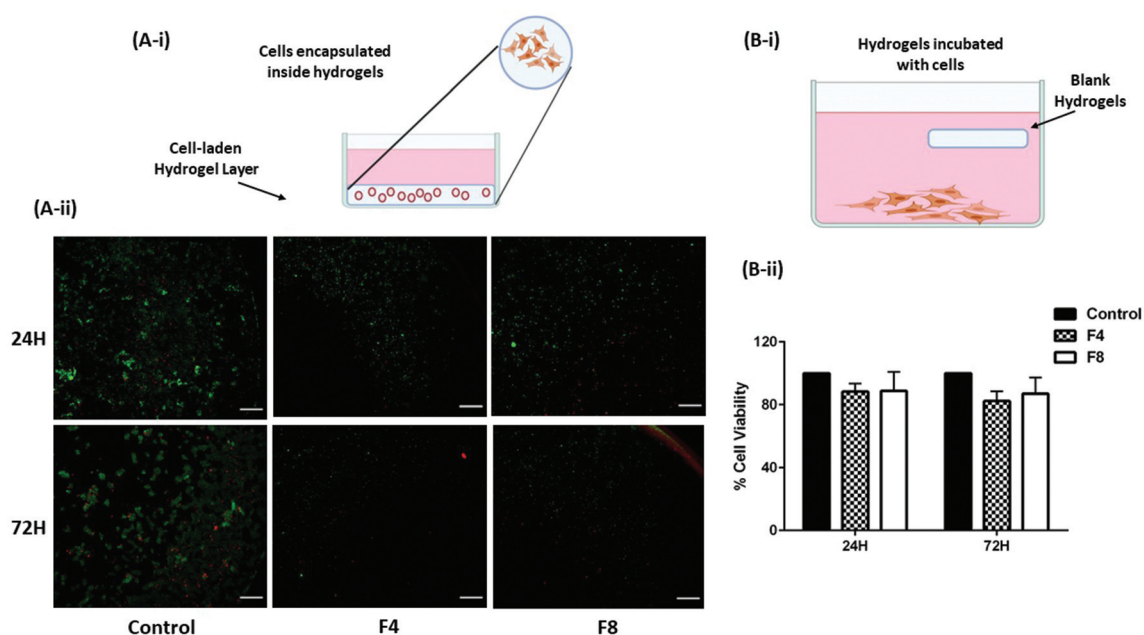 (A-i)
Cells encapsulated
inside hydrogels
Cell-laden
Hydrogel Layer
(A-ii)
24H
72H
Control
F4
F8
(B-i)
Hydrogels incubated
with cells
Blank
Hydrogels
(B-ii)
Control
F4
F8
% Cell Viability
120
80
40
0
24H
72H